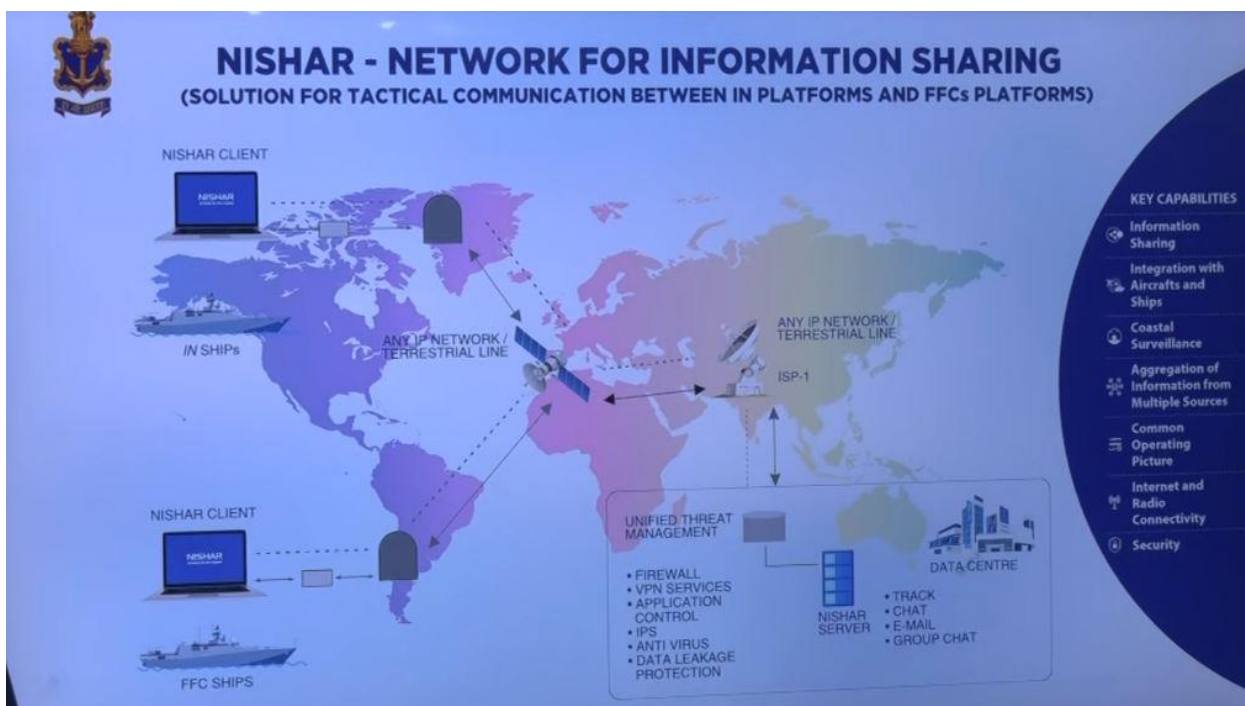 NISHAR - NETWORK FOR INFORMATION SHARING
(SOLUTION FOR TACTICAL COMMUNICATION BETWEEN IN PLATFORMS AND FFCs PLATFORMS)
NISHAR CLIENT
NISHAR
IN SHIPs
ANY IP NETWORK /
TERRESTRIAL LINE
ANY IP NETWORK /
TERRESTRIAL LINE
ISP-1
NISHAR CLIENT
NISHAR
FFC SHIPS
UNIFIED THREAT
MANAGEMENT
• FIREWALL
• VPN SERVICES
• APPLICATION
CONTROL
• IPS
• ANTI VIRUS
• DATA LEAKAGE
PROTECTION
NISHAR
SERVER
• TRACK
• CHAT
• E-MAIL
• GROUP CHAT
DATA CENTRE
KEY CAPABILITIES
Information
Sharing
Integration with
Aircrafts and
Ships
Coastal
Surveillance
Aggregation of
Information from
Multiple Sources
Common
Operating
Picture
Internet and
Radio
Connectivity
Security